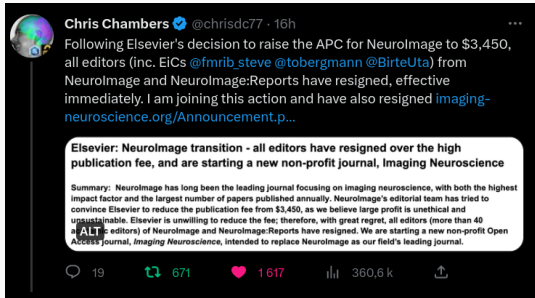 Chris Chambers @chrisdc77 · 16h
Following Elsevier's decision to raise the APC for NeuroImage to $3,450,
all editors (inc. EiCs @fmrib_steve @tobergmann @BirteUta) from
NeuroImage and NeuroImage:Reports have resigned, effective
immediately. I am joining this action and have also resigned imaging-
neuroscience.org/Announcement.p...
Elsevier: NeuroImage transition - all editors have resigned over the high
publication fee, and are starting a new non-profit journal, Imaging Neuroscience
Summary: NeuroImage has long been the leading journal focusing on imaging neuroscience, with both the highest
impact factor and the largest number of papers published annually. NeuroImage's editorial team has tried to
convince Elsevier to reduce the publication fee from $3,450, as we believe large profit is unethical and
unsustainable. Elsevier is unwilling to reduce the fee; therefore, with great regret, all editors (more than 40
editors) of NeuroImage and NeuroImage:Reports have resigned. We are starting a new non-profit Open
Access journal, Imaging Neuroscience, intended to replace NeuroImage as our field's leading journal.
ALT
19 671 1 617 360,6 k